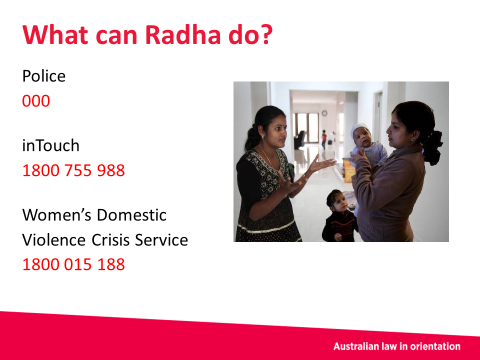 What can Radha do?
Police
000
inTouch
1800 755 988
Women’s Domestic
Violence Crisis Service
1800 015 188
Australian law in orientation